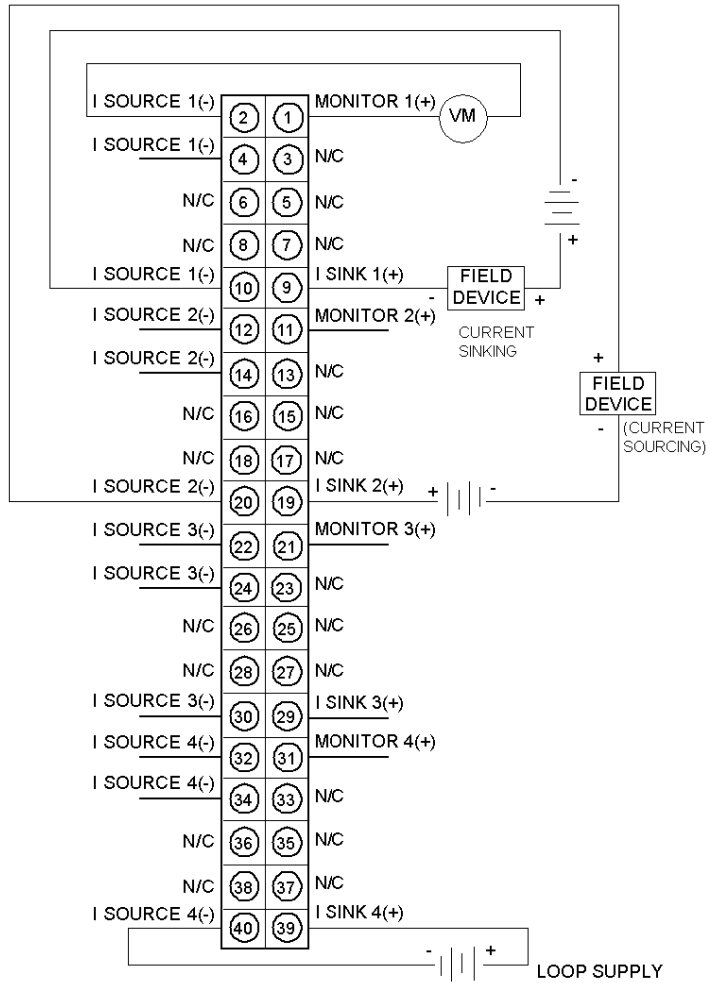 I SOURCE 1(-) 2 1 MONITOR 1(+) VM
I SOURCE 1(-) 4 3 N/C
N/C 6 5 N/C
-
+
N/C 8 7 N/C
I SOURCE 1(-) 10 9 I SINK 1(+)
- FIELD DEVICE +
CURRENT
SINKING
I SOURCE 2(-) 12 11 MONITOR 2(+)
I SOURCE 2(-) 14 13 N/C
+
FIELD
DEVICE
-
(CURRENT
SOURCING)
N/C 16 15 N/C
N/C 18 17 N/C
I SOURCE 2(-) 20 19 I SINK 2(+) + -
I SOURCE 3(-) 22 21 MONITOR 3(+)
I SOURCE 3(-) 24 23 N/C
N/C 26 25 N/C
N/C 28 27 N/C
I SOURCE 3(-) 30 29 I SINK 3(+)
I SOURCE 4(-) 32 31 MONITOR 4(+)
I SOURCE 4(-) 34 33 N/C
N/C 36 35 N/C
N/C 38 37 N/C
I SOURCE 4(-) 40 39 I SINK 4(+)
- + LOOP SUPPLY